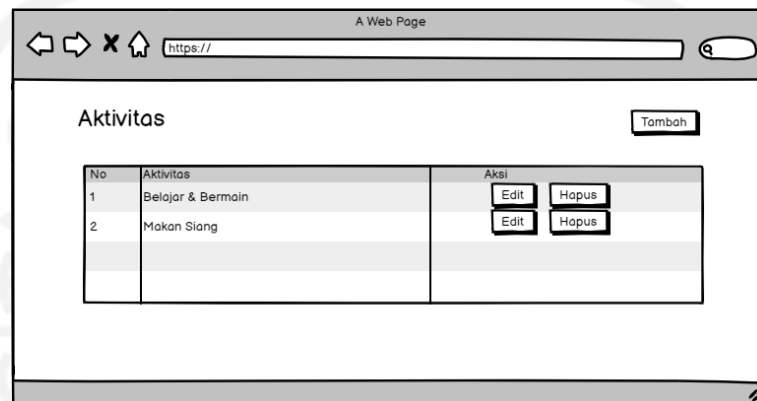 A Web Page
https://
Aktivitas
Tambah
No Aktivitas Aksi
1 Belajar & Bermain Edit Hapus
2 Makan Siang Edit Hapus